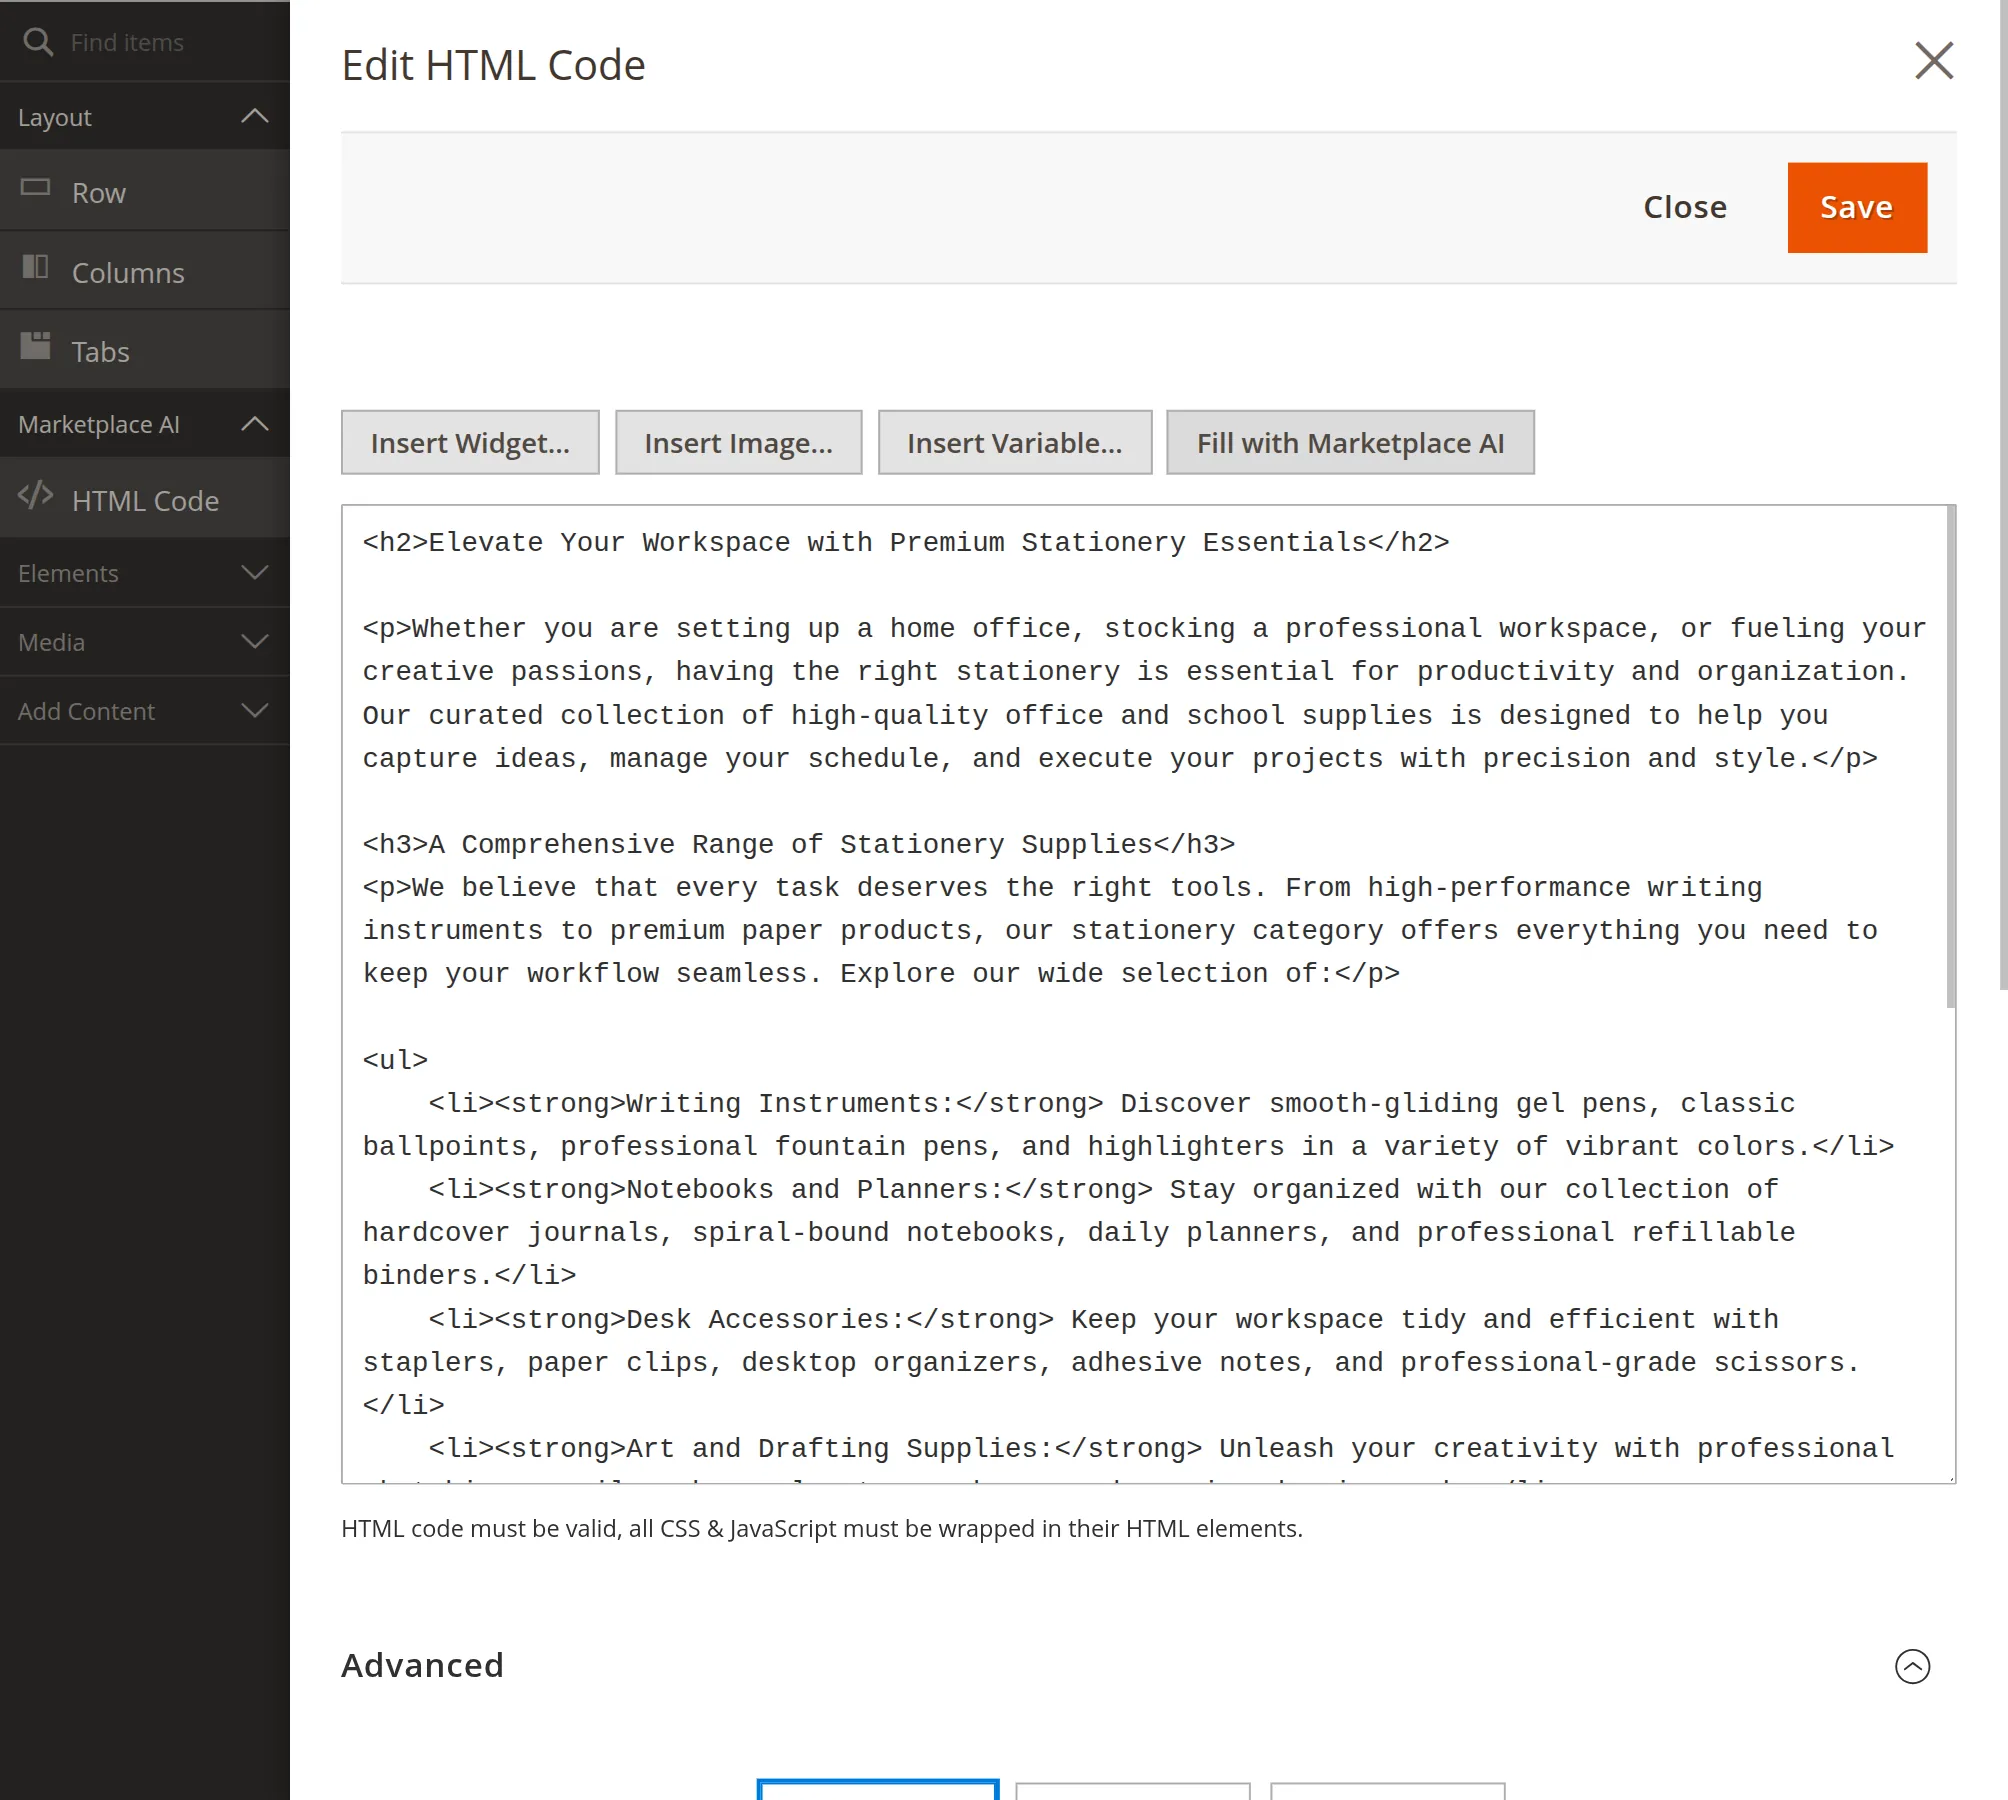 Find items
Layout
Row
Columns
Tabs
Marketplace AI
HTML Code
Elements
Media
Add Content
Edit HTML Code
Close
Save
Insert Widget...
Insert Image...
Insert Variable...
Fill with Marketplace AI
<h2>Elevate Your Workspace with Premium Stationery Essentials</h2>
<p>Whether you are setting up a home office, stocking a professional workspace, or fueling your
creative passions, having the right stationery is essential for productivity and organization.
Our curated collection of high-quality office and school supplies is designed to help you
capture ideas, manage your schedule, and execute your projects with precision and style.</p>
<h3>A Comprehensive Range of Stationery Supplies</h3>
<p>We believe that every task deserves the right tools. From high-performance writing
instruments to premium paper products, our stationery category offers everything you need to
keep your workflow seamless. Explore our wide selection of:</p>
<ul>
<li><strong>Writing Instruments:</strong> Discover smooth-gliding gel pens, classic
ballpoints, professional fountain pens, and highlighters in a variety of vibrant colors.</li>
<li><strong>Notebooks and Planners:</strong> Stay organized with our collection of
hardcover journals, spiral-bound notebooks, daily planners, and professional refillable
binders.</li>
<li><strong>Desk Accessories:</strong> Keep your workspace tidy and efficient with
staplers, paper clips, desktop organizers, adhesive notes, and professional-grade scissors.
</li>
<li><strong>Art and Drafting Supplies:</strong> Unleash your creativity with professional
HTML code must be valid, all CSS & JavaScript must be wrapped in their HTML elements.
Advanced